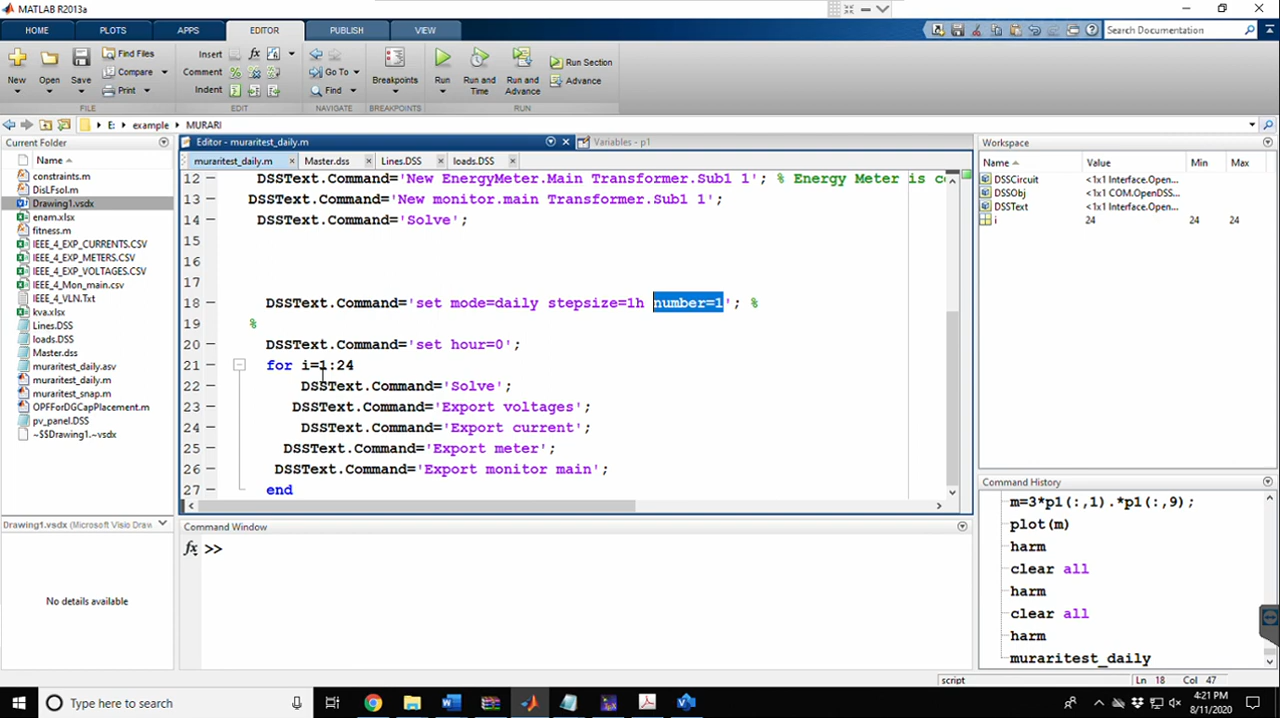 MATLAB R2013a
HOME PLOTS APPS EDITOR PUBLISH VIEW
Search Documentation
New Open Save Find Files Compare Print
Insert Comment Indent
Go To Find
Breakpoints
Run Run and Time Run and Advance Run Section Advance
FILE EDIT NAVIGATE BREAKPOINTS RUN
E: example MURARI
Current Folder
Name
constraints.m
DisLFsol.m
Drawing1.vsdx
enam.xlsx
fitness.m
IEEE_4_EXP_CURRENTS.CSV
IEEE_4_EXP_METERS.CSV
IEEE_4_EXP_VOLTAGES.CSV
IEEE_4_Mon_main.csv
IEEE_4_VLN.Txt
kva.xlsx
Lines.DSS
loads.DSS
Master.dss
muraritest_daily.asv
muraritest_daily.m
muraritest_snap.m
OPFForDGCapPlacement.m
pv_panel.DSS
~$$Drawing1.~vsdx
Drawing1.vsdx (Microsoft Visio Draw
No details available
Editor - muraritest_daily.m
Variables - p1
muraritest_daily.m Master.dss Lines.DSS loads.DSS
12 DSSText.Command='New EnergyMeter.Main Transformer.Sub1 1'; % Energy Meter is c
13 DSSText.Command='New monitor.main Transformer.Sub1 1';
14 DSSText.Command='Solve';
15
16
17
18 DSSText.Command='set mode=daily stepsize=1h number=1'; %
19 %
20 DSSText.Command='set hour=0';
21 for i=1:24
22 DSSText.Command='Solve';
23 DSSText.Command='Export voltages';
24 DSSText.Command='Export current';
25 DSSText.Command='Export meter';
26 DSSText.Command='Export monitor main';
27 end
Command Window
fx >>
Workspace
Name Value Min Max
DSSCircuit <1x1 Interface.Open...
DSSObj <1x1 COM.OpenDSS...
DSSText <1x1 Interface.Open...
i 24 24 24
Command History
m=3*p1(:,1).*p1(:,9);
plot(m)
harm
clear all
harm
clear all
harm
muraritest_daily
script Ln 18 Col 47
Type here to search
4:21 PM
8/11/2020